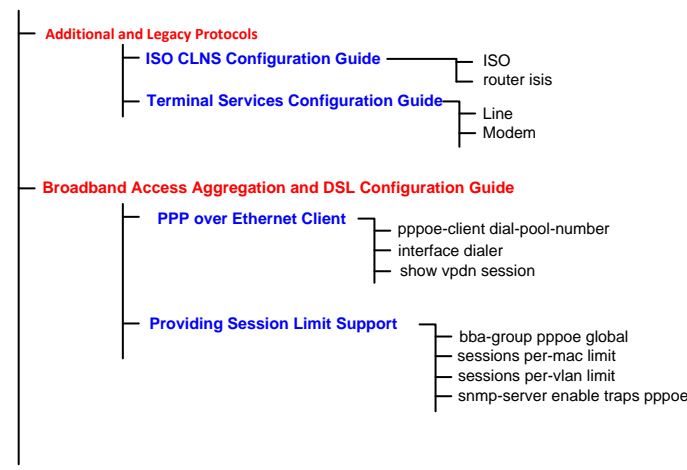 Additional and Legacy Protocols
ISO CLNS Configuration Guide
ISO
router isis
Terminal Services Configuration Guide
Line
Modem
Broadband Access Aggregation and DSL Configuration Guide
PPP over Ethernet Client
pppoe-client dial-pool-number
interface dialer
show vpdn session
Providing Session Limit Support
bba-group pppoe global
sessions per-mac limit
sessions per-vlan limit
snmp-server enable traps pppoe